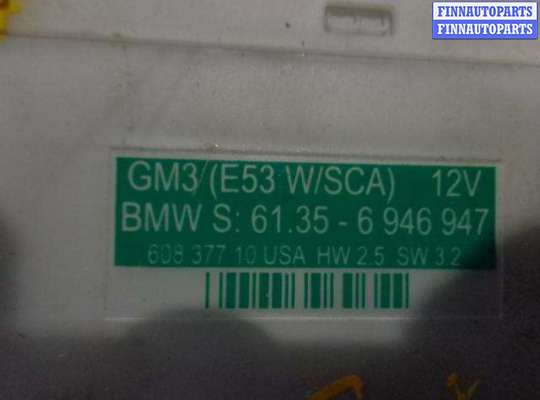 FINNAUTOPARTS
FINNAUTOPARTS
GM3 (E53 W/SCA) 12V
BMW S: 61.35 - 6 946 947
608 377 10 USA HW 2.5 SW 3.2